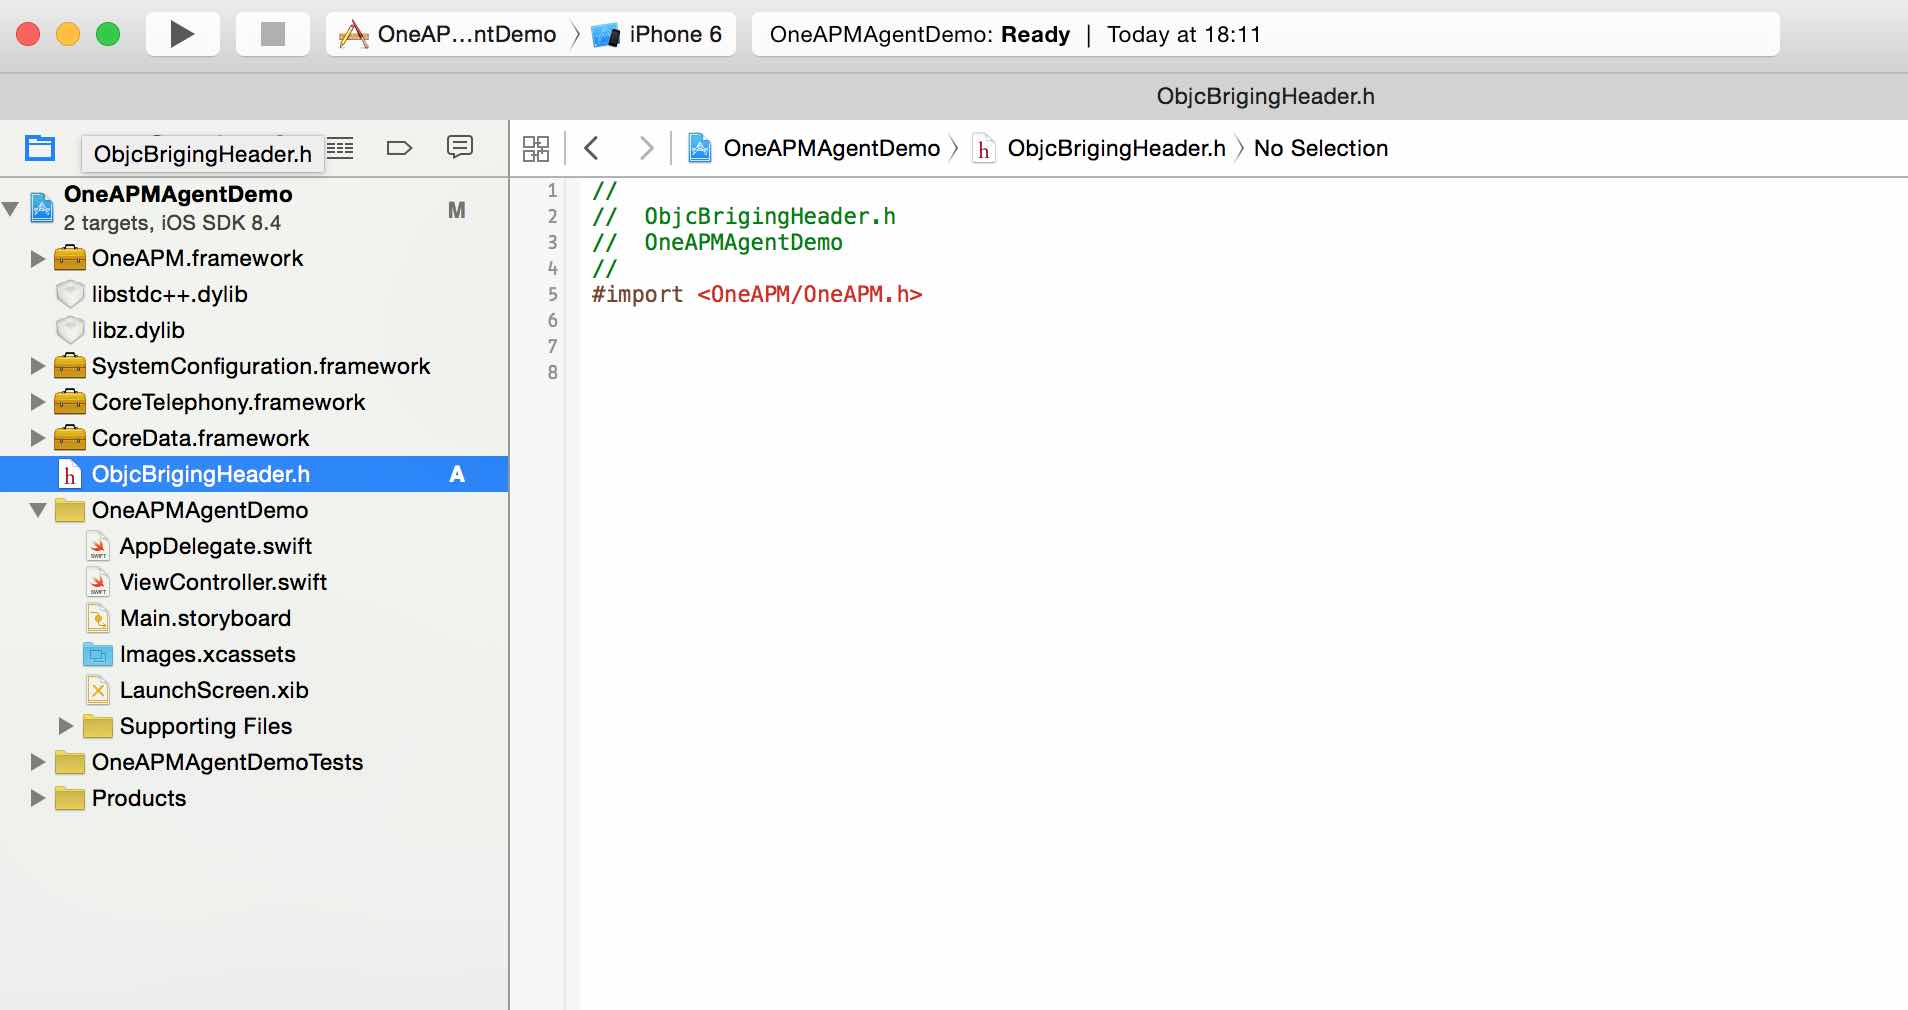 OneAP...ntDemo 〉 iPhone 6
OneAPMAgentDemo: Ready | Today at 18:11
ObjcBrigingHeader.h
ObjcBrigingHeader.h
OneAPMAgentDemo 〉 h ObjcBrigingHeader.h 〉 No Selection
OneAPMAgentDemo
2 targets, iOS SDK 8.4
M
OneAPM.framework
libstdc++.dylib
libz.dylib
SystemConfiguration.framework
CoreTelephony.framework
CoreData.framework
h ObjcBrigingHeader.h A
OneAPMAgentDemo
SWIFT AppDelegate.swift
SWIFT ViewController.swift
Main.storyboard
Images.xcassets
LaunchScreen.xib
Supporting Files
OneAPMAgentDemoTests
Products
1 //
2 //  ObjcBrigingHeader.h
3 //  OneAPMAgentDemo
4 //
5 #import <OneAPM/OneAPM.h>
6
7
8